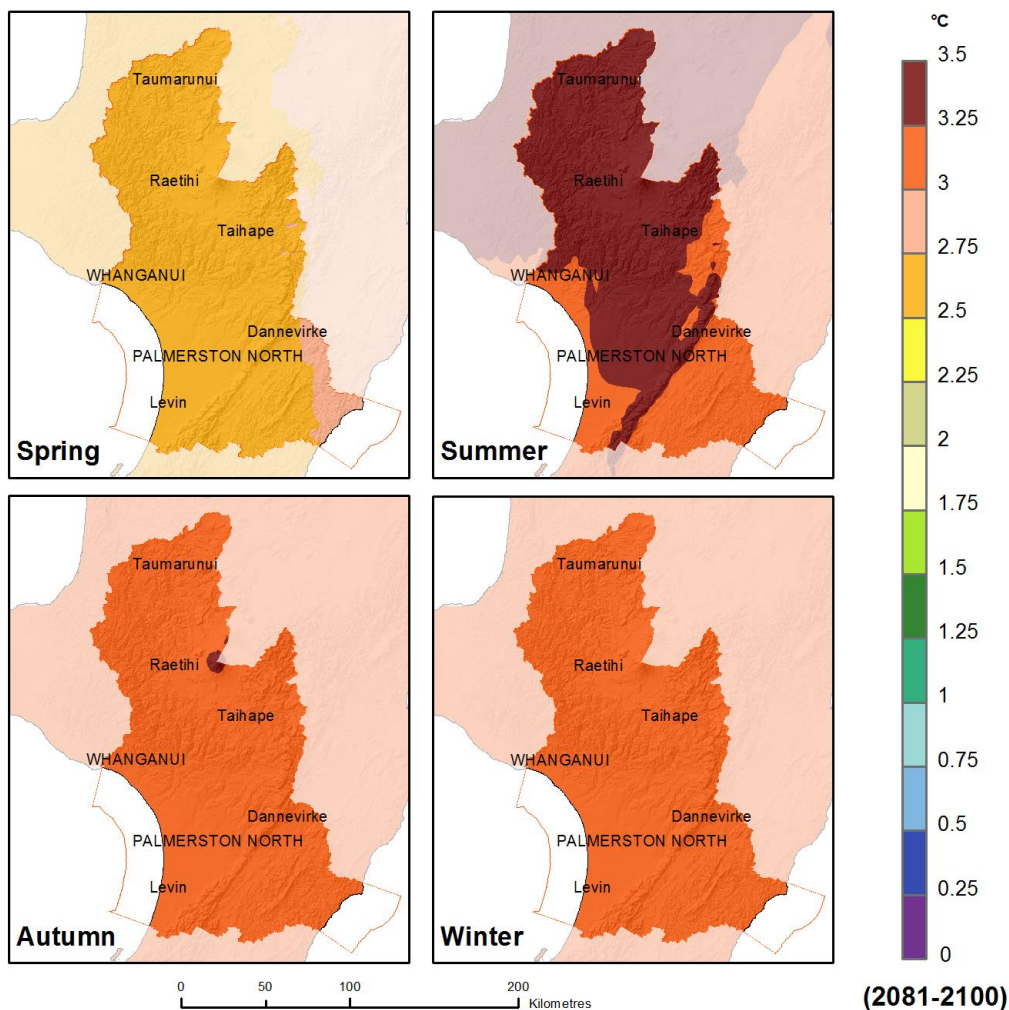 Taumarunui
Raetihi
Taihape
WHANGANUI
Dannevirke
PALMERSTON NORTH
Levin
Spring
Taumarunui
Raetihi
Taihape
WHANGANUI
Dannevirke
PALMERSTON NORTH
Levin
Summer
Taumarunui
Raetihi
Taihape
WHANGANUI
Dannevirke
PALMERSTON NORTH
Levin
Autumn
Taumarunui
Raetihi
Taihape
WHANGANUI
Dannevirke
PALMERSTON NORTH
Levin
Winter
°C
3.5
3.25
3
2.75
2.5
2.25
2
1.75
1.5
1.25
1
0.75
0.5
0.25
0
0 50 100 200
Kilometres
(2081-2100)